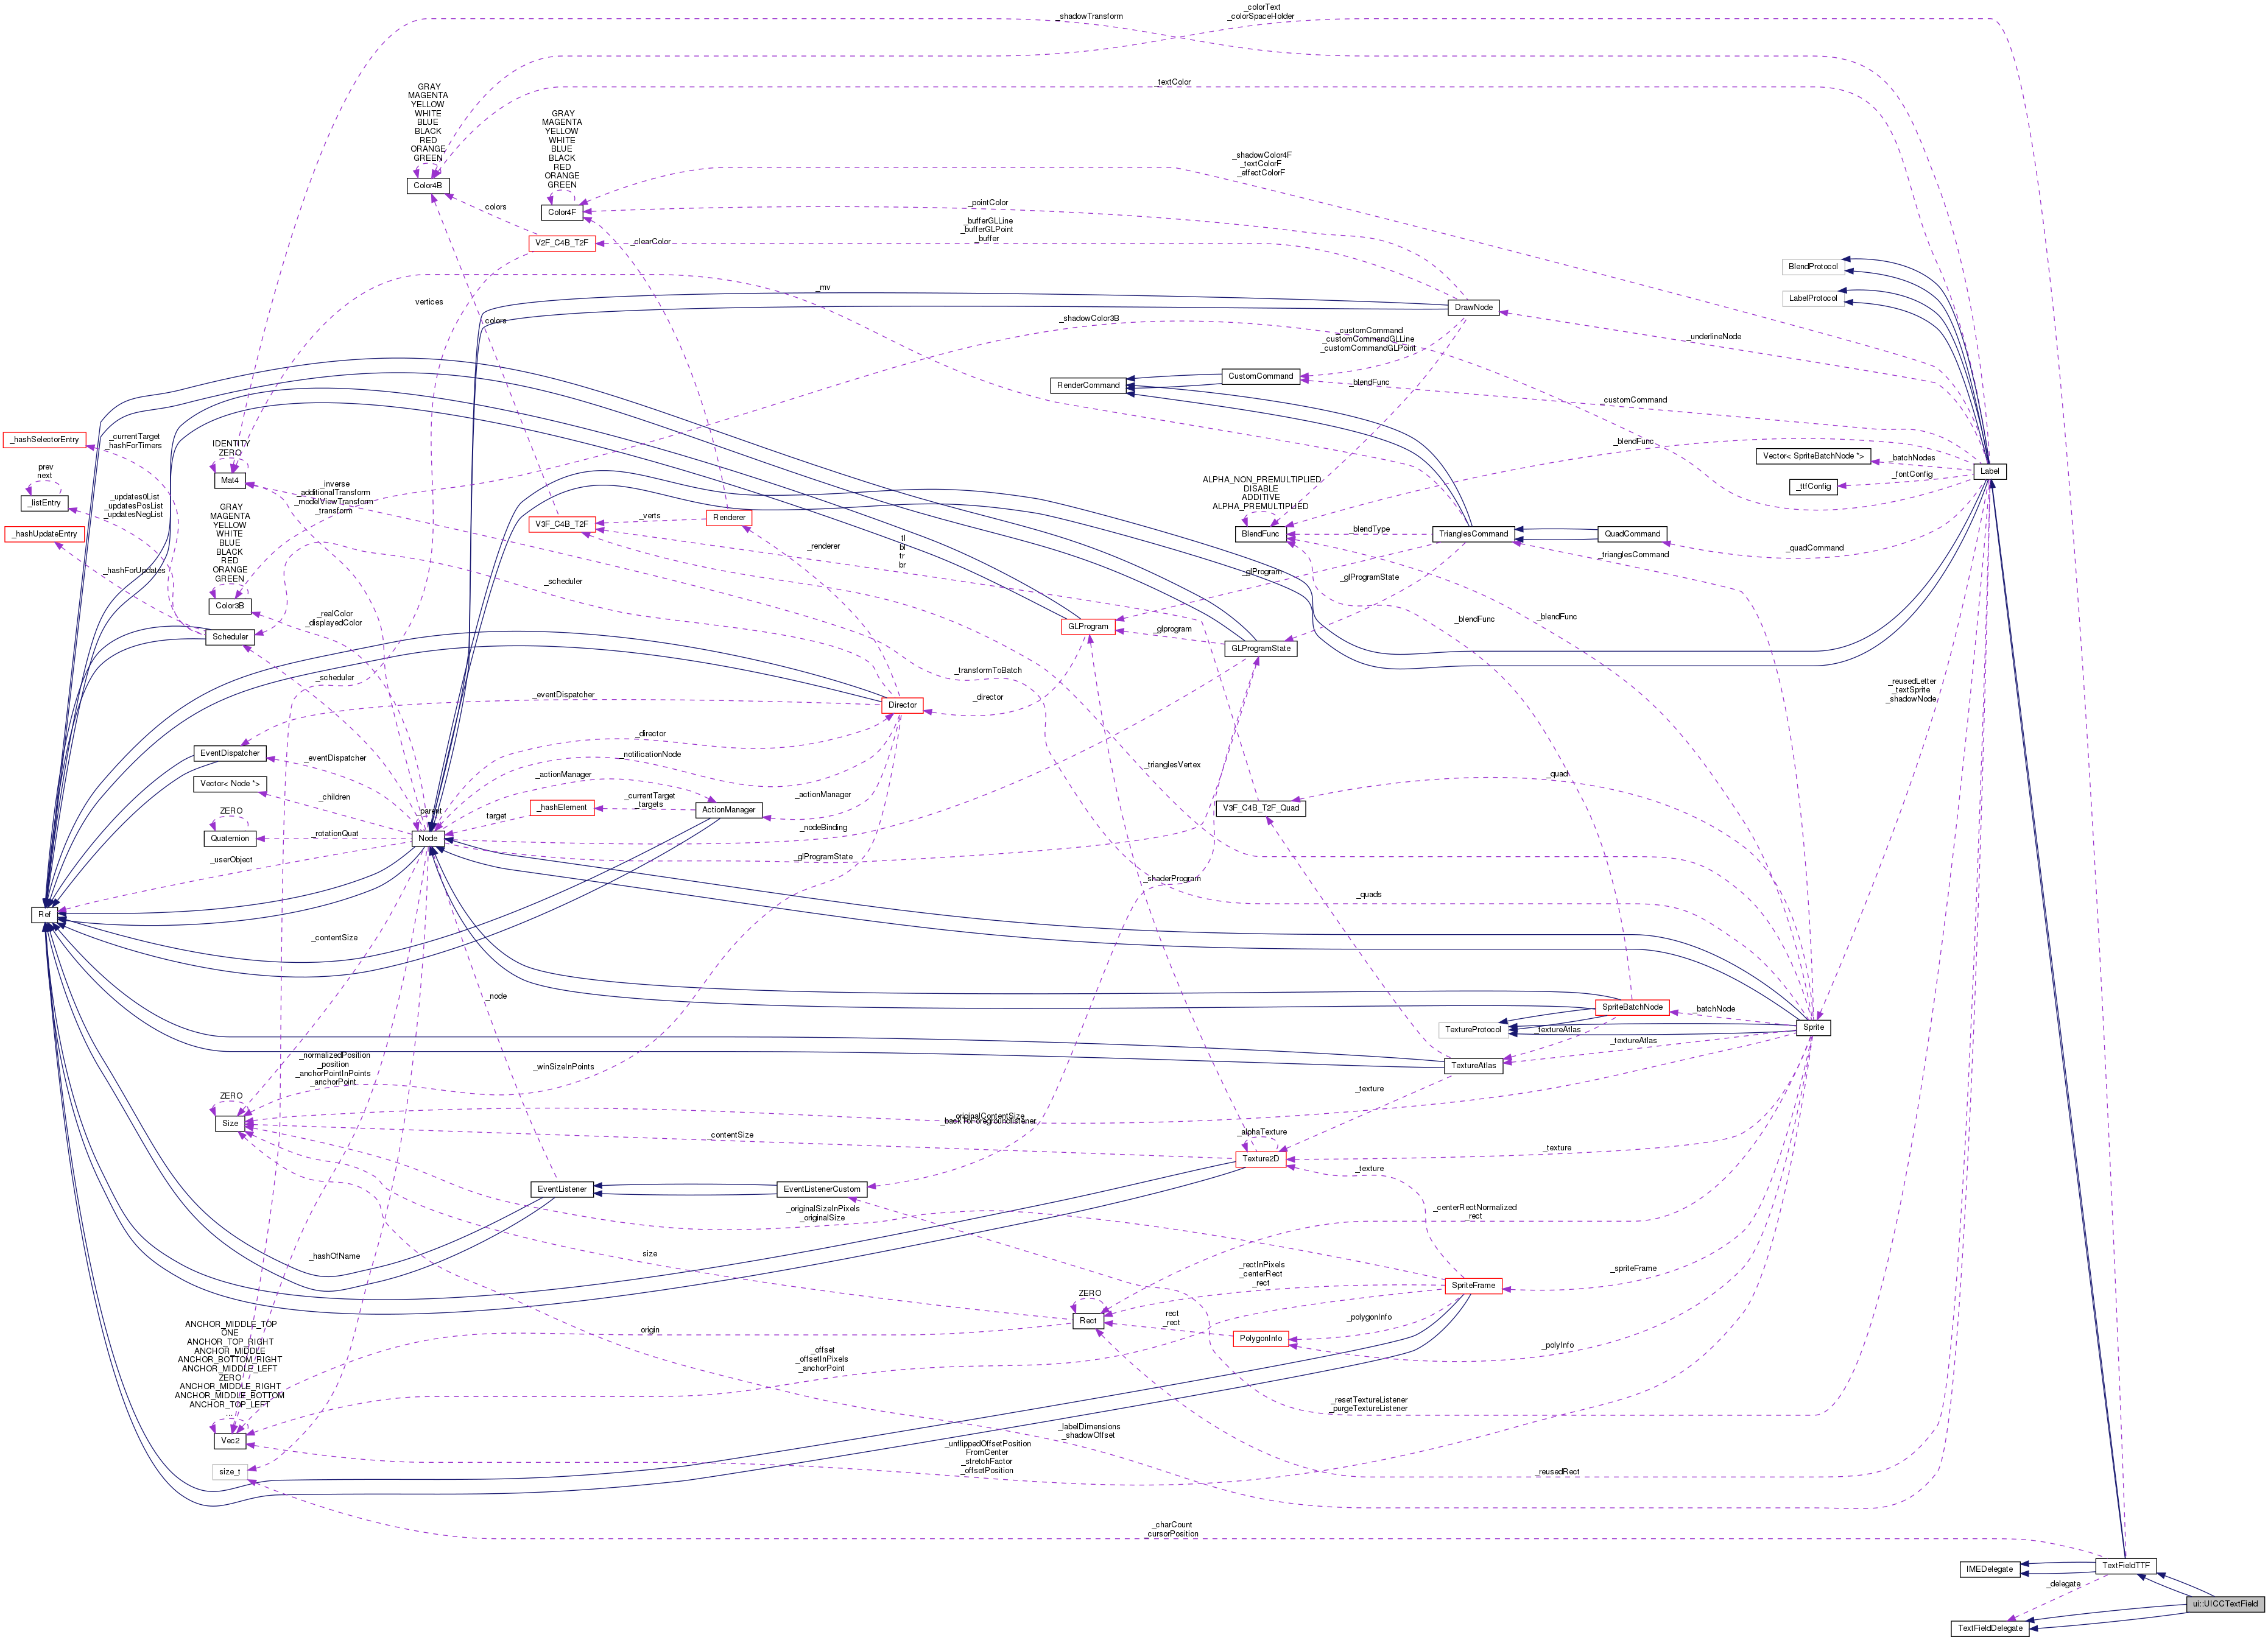 _shadowTransform
_colorText
_colorSpaceHolder
_textColor
GRAY
MAGENTA
YELLOW
WHITE
BLUE
BLACK
RED
ORANGE
GREEN
Color4B
GRAY
MAGENTA
YELLOW
WHITE
BLUE
BLACK
RED
ORANGE
GREEN
Color4F
_shadowColor4F
_textColorF
_effectColorF
colors
_pointColor
V2F_C4B_T2F
_clearColor
_bufferGLLine
_bufferGLPoint
_buffer
BlendProtocol
LabelProtocol
vertices
_mv
DrawNode
colors
_shadowColor3B
_customCommand
_customCommandGLLine
_customCommandGLPoint
_underlineNode
RenderCommand
CustomCommand
_blendFunc
_customCommand
_hashSelectorEntry
_currentTarget
_hashForTimers
IDENTITY
ZERO
Mat4
_blendFunc
Vector< SpriteBatchNode *>
_batchNodes
Label
_fontConfig
_ttfConfig
prev
next
_listEntry
_updates0List
_updatesPosList
_updatesNegList
_inverse
_additionalTransform
_modelViewTransform
_transform
ALPHA_NON_PREMULTIPLIED
DISABLE
ADDITIVE
ALPHA_PREMULTIPLIED
BlendFunc
GRAY
MAGENTA
YELLOW
WHITE
BLUE
BLACK
RED
ORANGE
GREEN
Color3B
V3F_C4B_T2F
_verts
Renderer
blendType
TrianglesCommand
QuadCommand
_hashUpdateEntry
_hashForUpdates
_renderer
tl
bl
tr
br
_trianglesCommand
_quadCommand
_scheduler
_glProgram
_glProgramState
_realColor
_displayedColor
Scheduler
GLProgram
_glprogram
GLProgramState
_blendFunc
_blendFunc
_scheduler
_transformToBatch
_eventDispatcher
Director
_director
_reusedLetter
_textSprite
_shadowNode
_director
EventDispatcher
_eventDispatcher
_notificationNode
Vector< Node *>
_children
_actionManager
_trianglesVertex
_quad
_parent
_hashElement
_currentTarget
targets
ActionManager
_actionManager
V3F_C4B_T2F_Quad
ZERO
Quaternion
_rotationQuat
Node
target
_nodeBinding
_userObject
_glProgramState
_shaderProgram
_quads
Ref
_contentSize
_node
SpriteBatchNode
_batchNode
Sprite
TextureProtocol
_textureAtlas
_textureAtlas
_normalizedPosition
_position
_anchorPointInPoints
_anchorPoint
_winSizeInPoints
TextureAtlas
_texture
ZERO
Size
_originalContentSize
_backToForegroundlistener
_contentSize
_alphaTexture
Texture2D
_texture
_texture
EventListener
EventListenerCustom
_originalSizeInPixels
_originalSize
_centerRectNormalized
_rect
_hashOfName
size
_rectInPixels
_centerRect
_rect
SpriteFrame
_spriteFrame
ZERO
Rect
rect
_rect
PolygonInfo
_polygonInfo
_polyInfo
ANCHOR_MIDDLE_TOP
ONE
ANCHOR_TOP_RIGHT
ANCHOR_MIDDLE
ANCHOR_BOTTOM_RIGHT
ANCHOR_MIDDLE_LEFT
ZERO
ANCHOR_MIDDLE_RIGHT
ANCHOR_MIDDLE_BOTTOM
ANCHOR_TOP_LEFT
...
Vec2
origin
_offset
_offsetInPixels
_anchorPoint
_resetTextureListener
_purgeTextureListener
_labelDimensions
_shadowOffset
_unflippedOffsetPosition
FromCenter
_stretchFactor
_offsetPosition
size_t
_reusedRect
_charCount
_cursorPosition
TextFieldTTF
IMEDelegate
_delegate
ui::UICCTextField
TextFieldDelegate